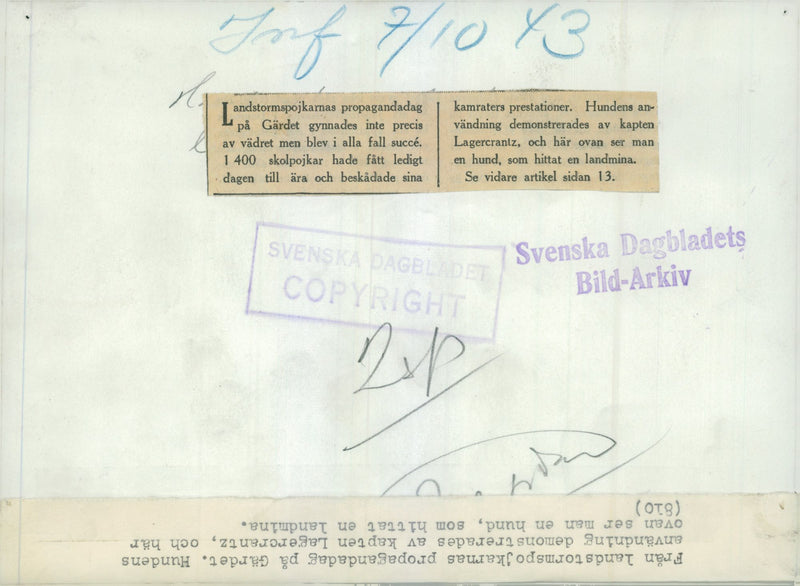 Inf 7/10 43
Landstormspojkarnas propagandadag
på Gärdet gynnades inte precis
av vädret men blev i alla fall succé.
1 400 skolpojkar hade fått ledigt
dagen till ära och beskådade sina
kamraters prestationer. Hundens an-
vändning demonstrerades av kapten
Lagercrantz, och här ovan ser man
en hund, som hittat en landmina.
Se vidare artikel sidan 13.
SVENSKA DAGBLADET
COPYRIGHT
Svenska Dagbladets
Bild-Arkiv
Från landstormspojkarnas propagandadag på Gärdet. Hundens
användning demonstrerades av kapten Lagercrantz, och här
ovan ser man en hund, som hittat en landmina.
(810)